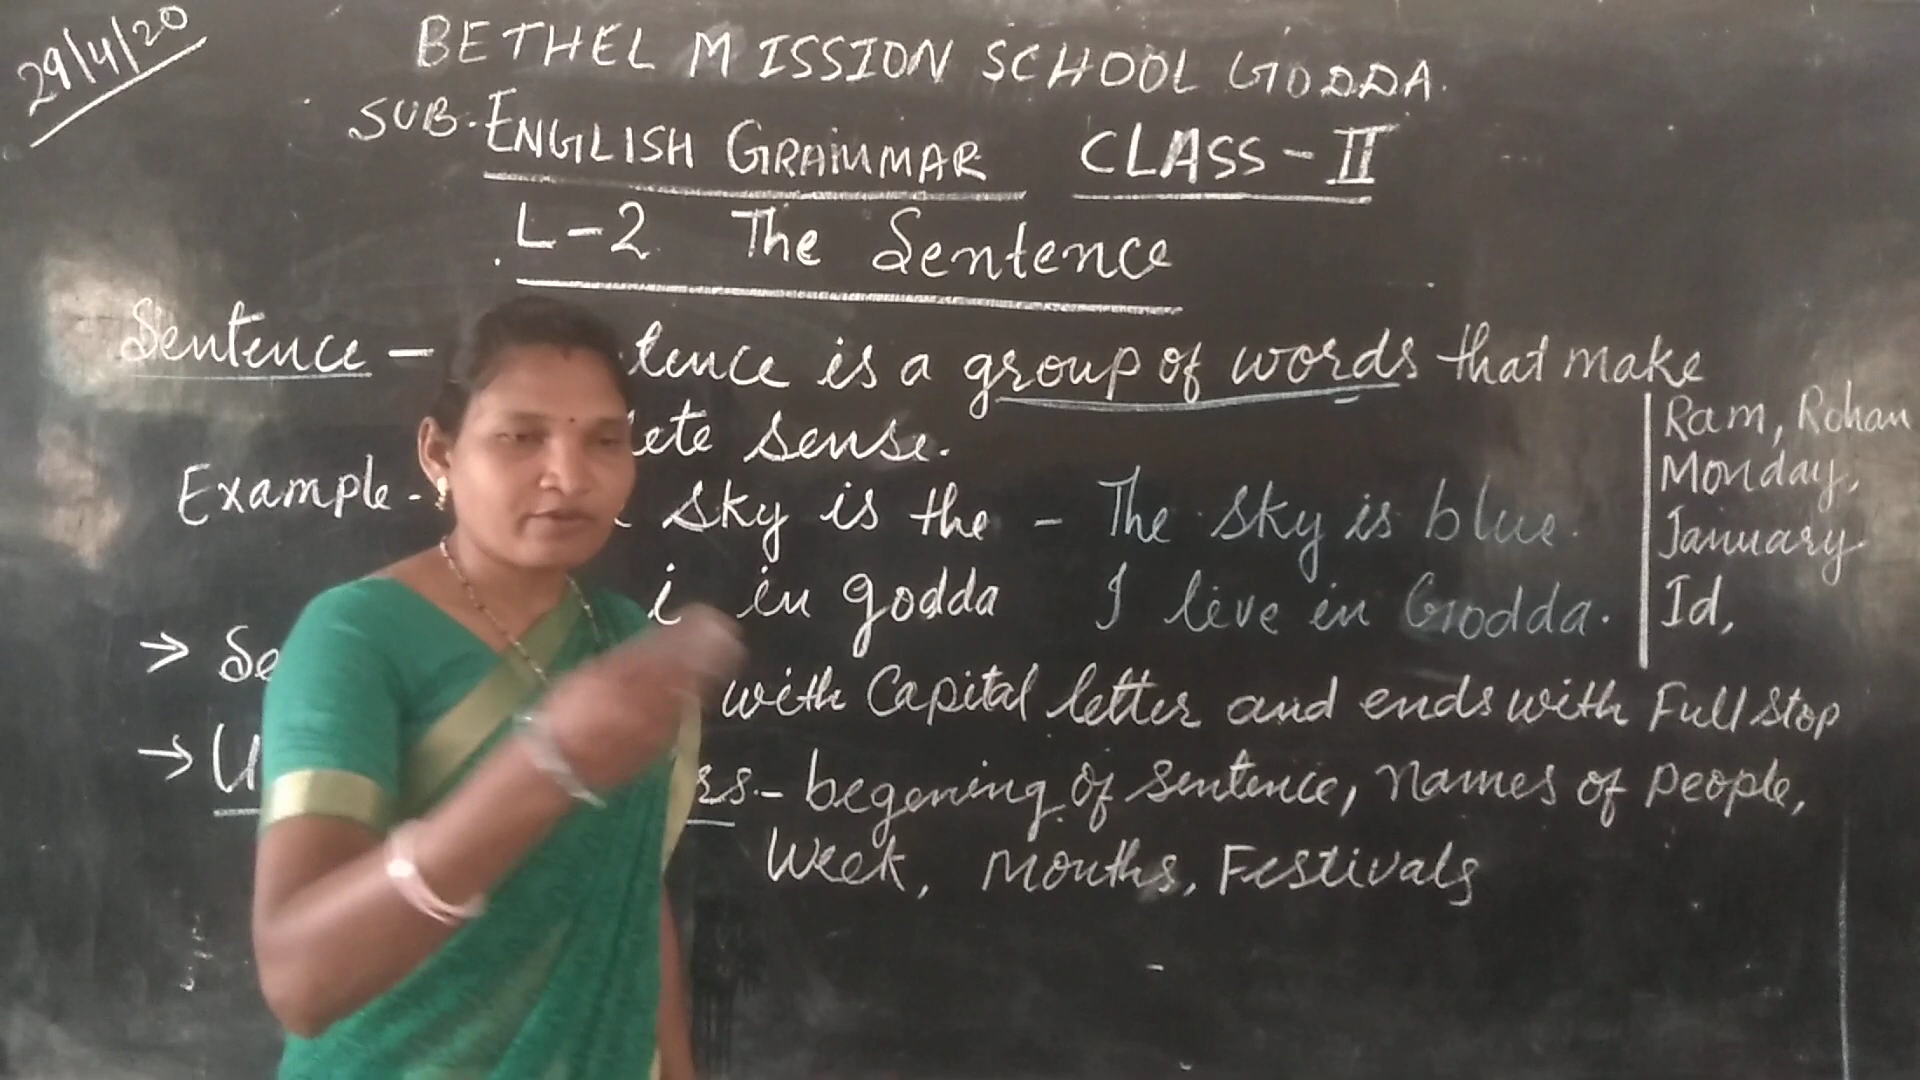 29/4/20
BETHEL MISSION SCHOOL GODDA.
SUB. ENGLISH GRAMMAR CLASS - II
L-2. The Sentence
Sentence - tence is a group of words that make
ete sense.
Example - sky is the - The sky is blue.
i in godda I live in Godda.
Ram, Rohan
Monday,
January
Id,
→ Se with Capital letter and ends with Full stop
→ U rs. - begening of sentence, Names of people,
Week, Months, Festivals